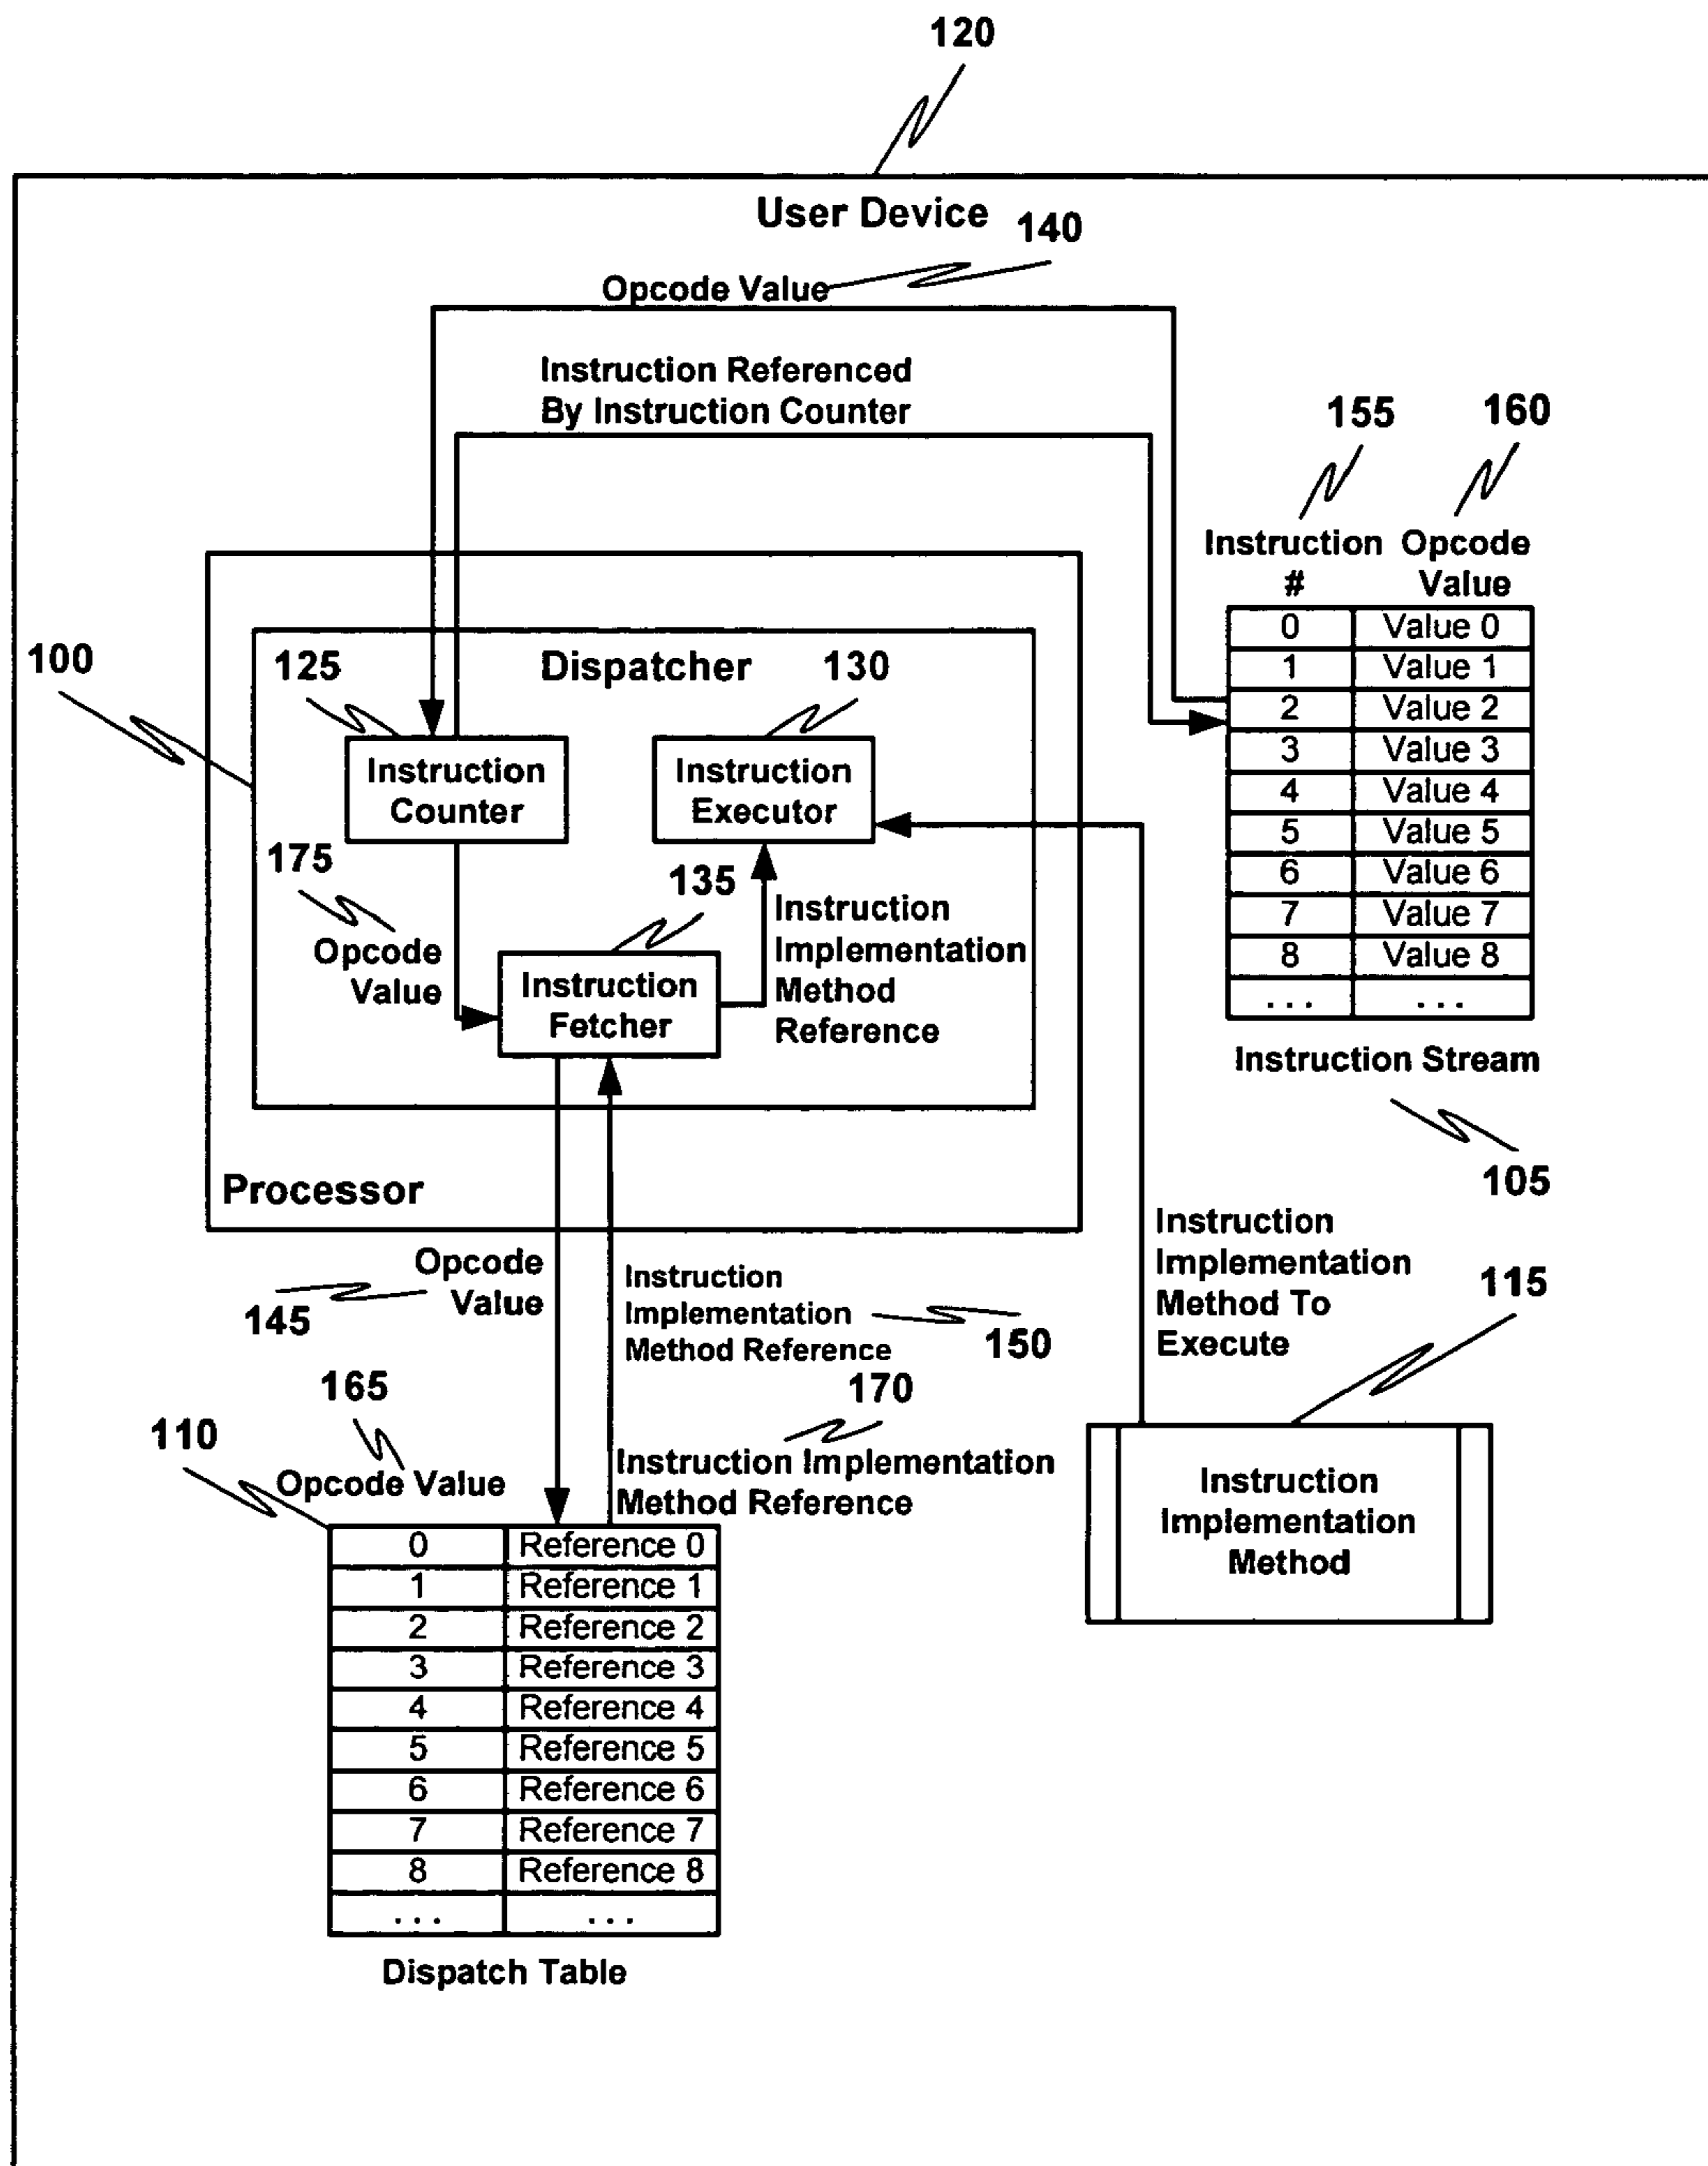 120
User Device
140
Opcode Value
Instruction Referenced
By Instruction Counter
155
160
Instruction
#
Opcode
Value
0 Value 0
1 Value 1
2 Value 2
3 Value 3
4 Value 4
5 Value 5
6 Value 6
7 Value 7
8 Value 8
... ...
Instruction Stream
105
100
125
Dispatcher
130
Instruction
Counter
Instruction
Executor
175
Opcode
Value
135
Instruction
Fetcher
Instruction
Implementation
Method
Reference
Processor
Opcode
Value
145
Instruction
Implementation
Method Reference
150
Instruction
Implementation
Method To
Execute
115
165
170
110
Opcode Value
Instruction Implementation
Method Reference
0 Reference 0
1 Reference 1
2 Reference 2
3 Reference 3
4 Reference 4
5 Reference 5
6 Reference 6
7 Reference 7
8 Reference 8
... ...
Dispatch Table
Instruction
Implementation
Method